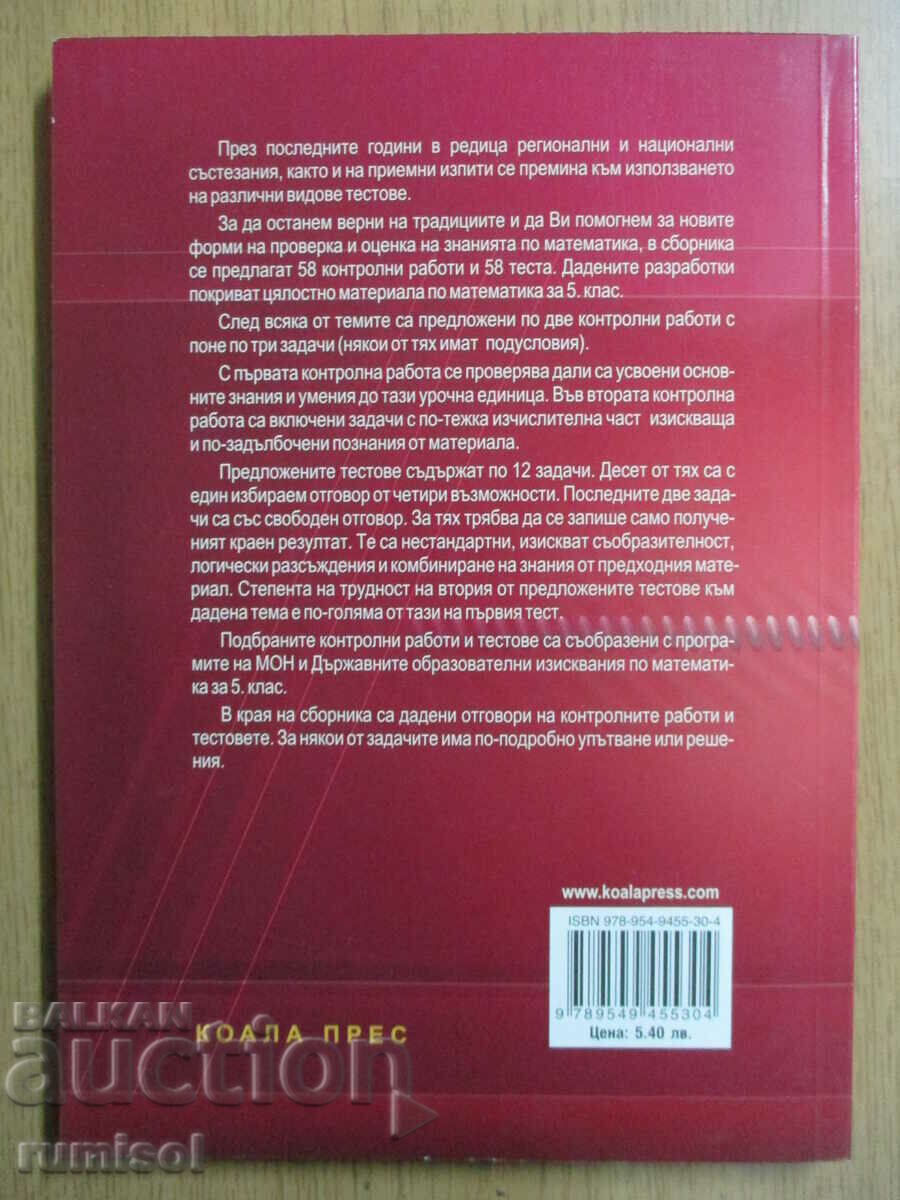 През последните години в редица регионални и национални
състезания, както и на приемни изпити се премина към използването
на различни видове тестове.
За да останем верни на традициите и да Ви помогнем за новите
форми на проверка и оценка на знанията по математика, в сборника
се предлагат 58 контролни работи и 58 теста. Дадените разработки
покриват цялостно материала по математика за 5. клас.
След всяка от темите са предложени по две контролни работи с
поне по три задачи (някои от тях имат подусловия).
С първата контролна работа се проверява дали са усвоени основ-
ните знания и умения до тази урочна единица. Във втората контролна
работа са включени задачи с по-тежка изчислителна част изискваща
и по-задълбочени познания от материала.
Предложените тестове съдържат по 12 задачи. Десет от тях са с
един избираем отговор от четири възможности. Последните две зада-
чи са със свободен отговор. За тях трябва да се запише само получе-
ният краен резултат. Те са нестандартни, изискват съобразителност,
логически разсъждения и комбиниране на знания от предходния мате-
риал. Степента на трудност на втория от предложените тестове към
дадена тема е по-голяма от тази на първия тест.
Подбраните контролни работи и тестове са съобразени с програ-
мите на МОН и Държавните образователни изисквания по математи-
ка за 5. клас.
В края на сборника са дадени отговори на контролните работи и
тестовете. За някои от задачите има по-подробно упътване или реше-
ния.
www.koalapress.com
ISBN 978-954-9455-30-4
9 789549 455304
Цена: 5.40 лв.
КОАЛА ПРЕС
BALKAN
auction
rumisol